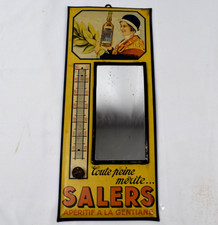 Toute peine
mérite...
SALERS
APERITIF A LA GENTIANE